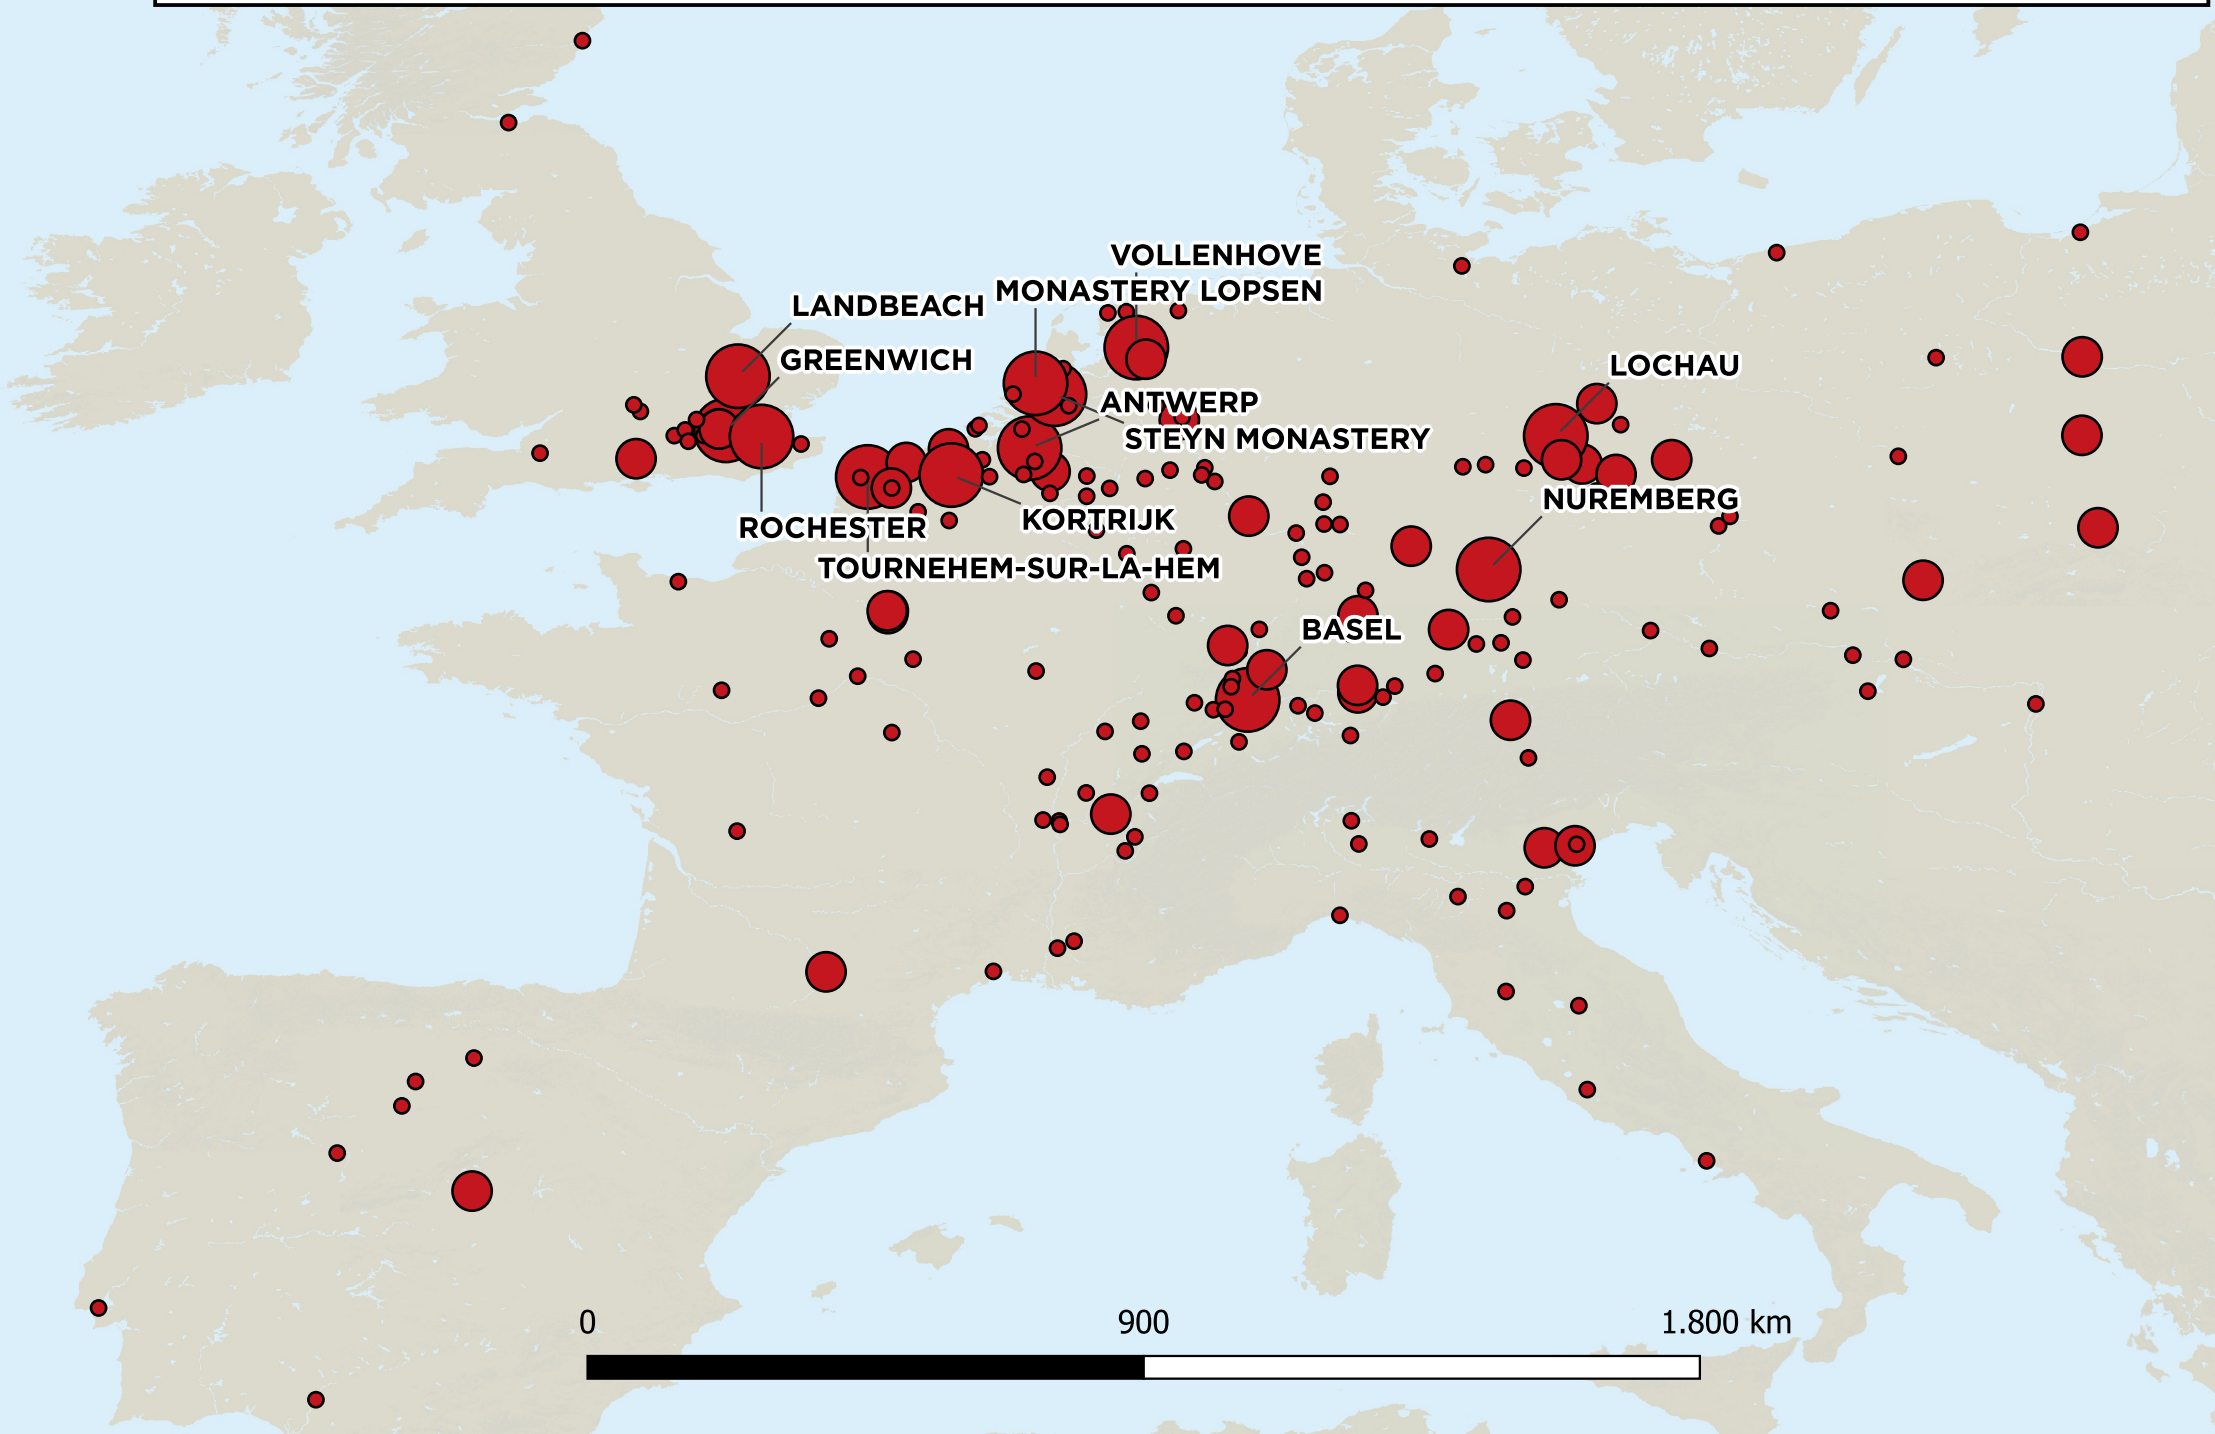 VOLLENHOVE
MONASTERY LOPSEN
LANDBEACH
GREENWICH
LOCHAU
ANTWERP
STEYN MONASTERY
NUREMBERG
KORTRIJK
ROCHESTER
TOURNEHEM-SUR-LA-HEM
BASEL
0 900 1.800 km